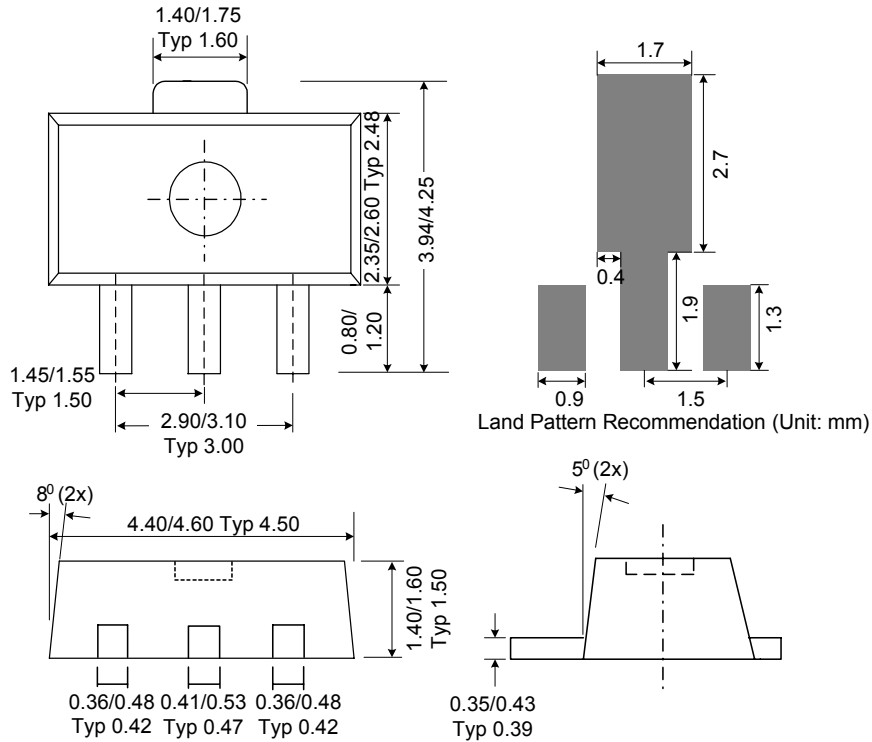 1.40/1.75
Typ 1.60
2.35/2.60 Typ 2.48
3.94/4.25
0.80/
1.20
1.45/1.55
Typ 1.50
2.90/3.10
Typ 3.00
1.7
2.7
0.4
1.9
1.3
0.9
1.5
Land Pattern Recommendation (Unit: mm)
8⁰ (2x)
4.40/4.60 Typ 4.50
1.40/1.60
Typ 1.50
0.36/0.48
Typ 0.42
0.41/0.53
Typ 0.47
0.36/0.48
Typ 0.42
5⁰ (2x)
0.35/0.43
Typ 0.39